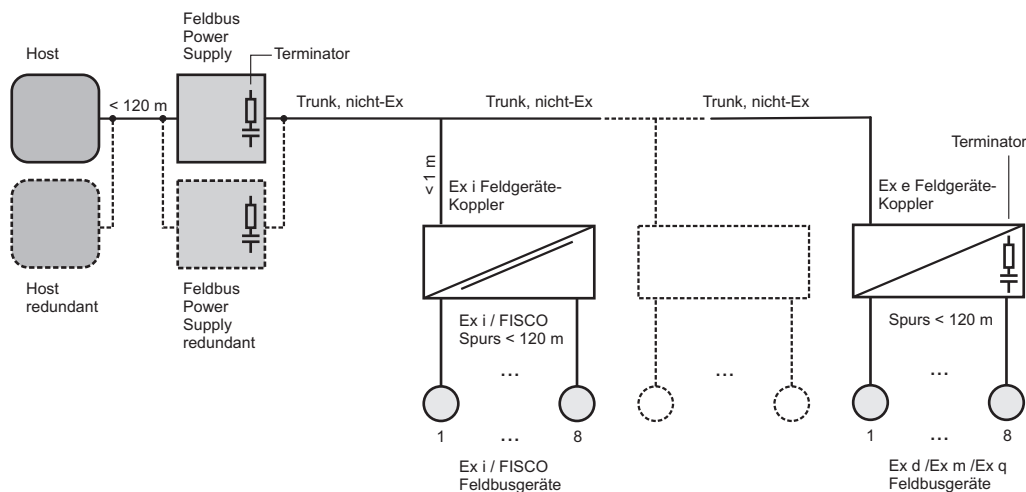 Host
Feldbus
Power
Supply
Terminator
< 120 m
Trunk, nicht-Ex
Trunk, nicht-Ex
Trunk, nicht-Ex
Terminator
< 1 m
Ex i Feldgeräte-
Koppler
Ex e Feldgeräte-
Koppler
Host
redundant
Feldbus
Power
Supply
redundant
Ex i / FISCO
Spurs < 120 m
Spurs < 120 m
...
...
...
1
...
8
1
...
8
Ex i / FISCO
Feldbusgeräte
Ex d /Ex m /Ex q
Feldbusgeräte